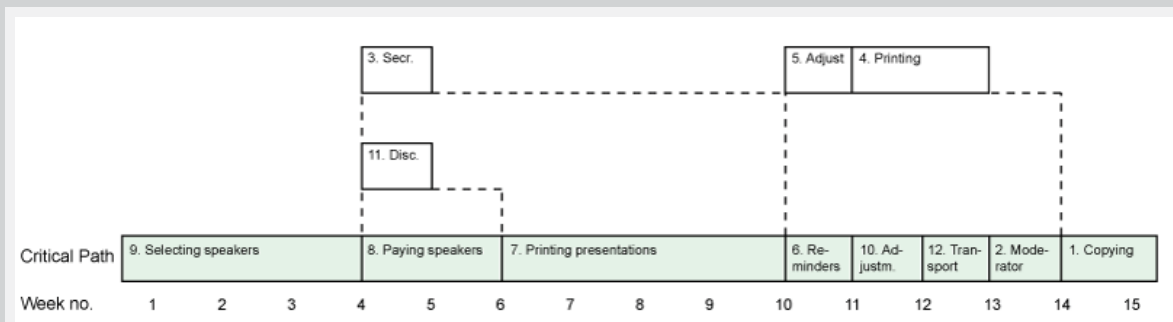 3. Secr.
5. Adjust
4. Printing
11. Disc.
Critical Path
9. Selecting speakers
8. Paying speakers
7. Printing presentations
6. Re-
minders
10. Ad-
justm.
12. Tran-
sport
2. Mode-
rator
1. Copying
Week no.
1 2 3 4 5 6 7 8 9 10 11 12 13 14 15